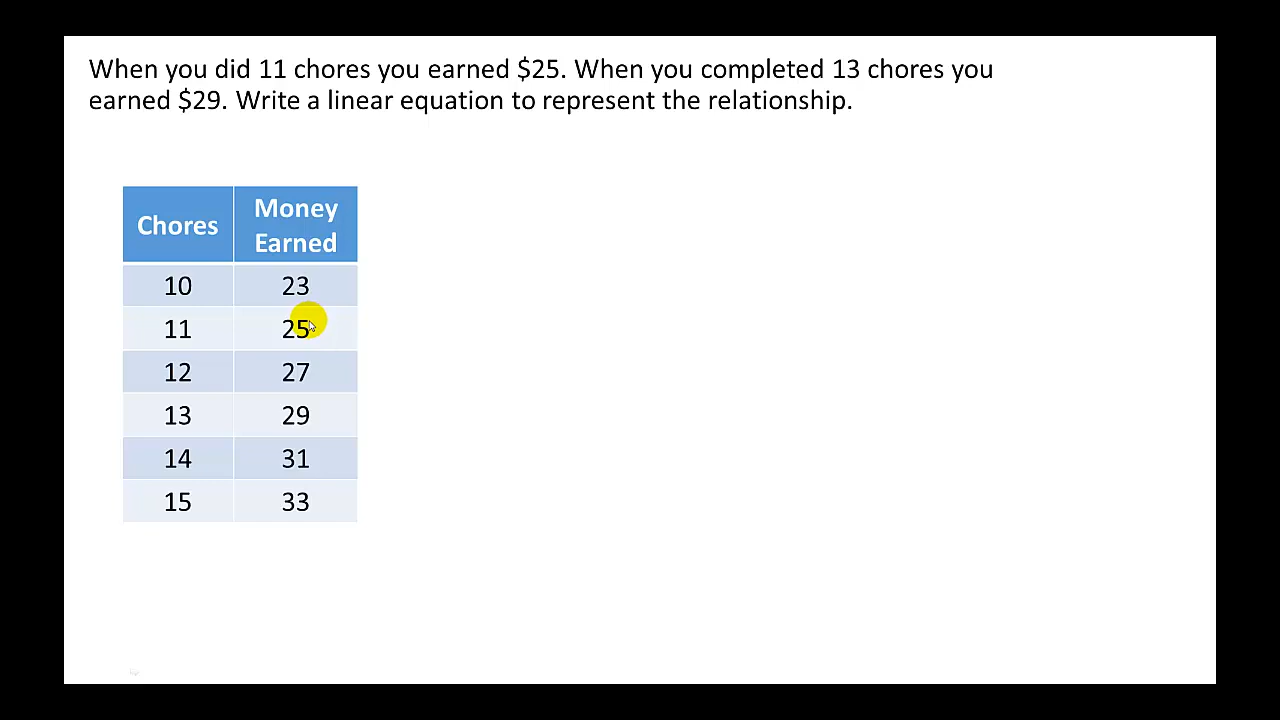 When you did 11 chores you earned $25. When you completed 13 chores you
earned $29. Write a linear equation to represent the relationship.
Chores Money Earned
10 23
11 25
12 27
13 29
14 31
15 33